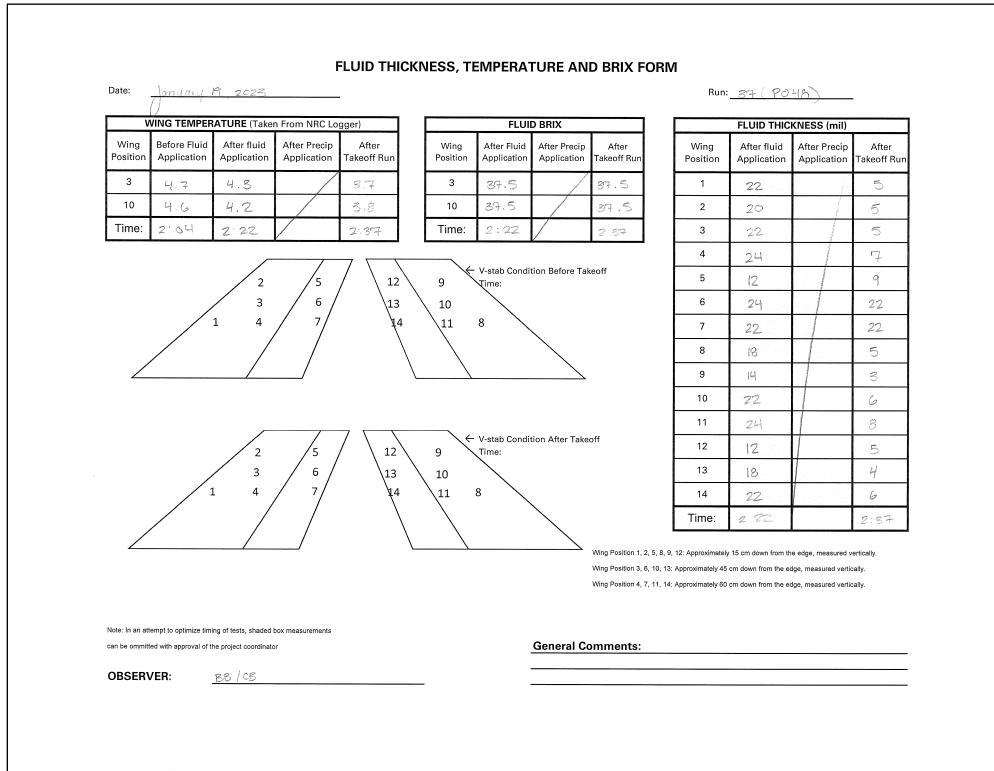 FLUID THICKNESS, TEMPERATURE AND BRIX FORM
Date: January 19, 2023
Run: 37 (PO4A)
WING TEMPERATURE (Taken From NRC Logger)
Wing Position Before Fluid Application After fluid Application After Precip Application After Takeoff Run
3 4.7 4.3 3.7
10 4.6 4.2 3.8
Time: 2:04 2:22 2:37
FLUID BRIX
Wing Position After Fluid Application After Precip Application After Takeoff Run
3 37.5 37.5
10 37.5 37.5
Time: 2:22 2:37
FLUID THICKNESS (mil)
Wing Position After fluid Application After Precip Application After Takeoff Run
1 22 5
2 20 5
3 22 5
4 24 7
5 12 9
6 24 22
7 22 22
8 18 5
9 14 3
10 22 6
11 24 8
12 12 5
13 18 4
14 22 6
Time: 2:22 2:37
← V-stab Condition Before Takeoff
Time:
2 5 12 9
3 6 13 10
1 4 7 14 11 8
← V-stab Condition After Takeoff
Time:
2 5 12 9
3 6 13 10
1 4 7 14 11 8
Wing Position 1, 2, 5, 8, 9, 12: Approximately 15 cm down from the edge, measured vertically.
Wing Position 3, 6, 10, 13: Approximately 45 cm down from the edge, measured vertically.
Wing Position 4, 7, 11, 14: Approximately 60 cm down from the edge, measured vertically.
Note: In an attempt to optimize timing of tests, shaded box measurements
can be ommitted with approval of the project coordinator
General Comments:
OBSERVER: BB / CB